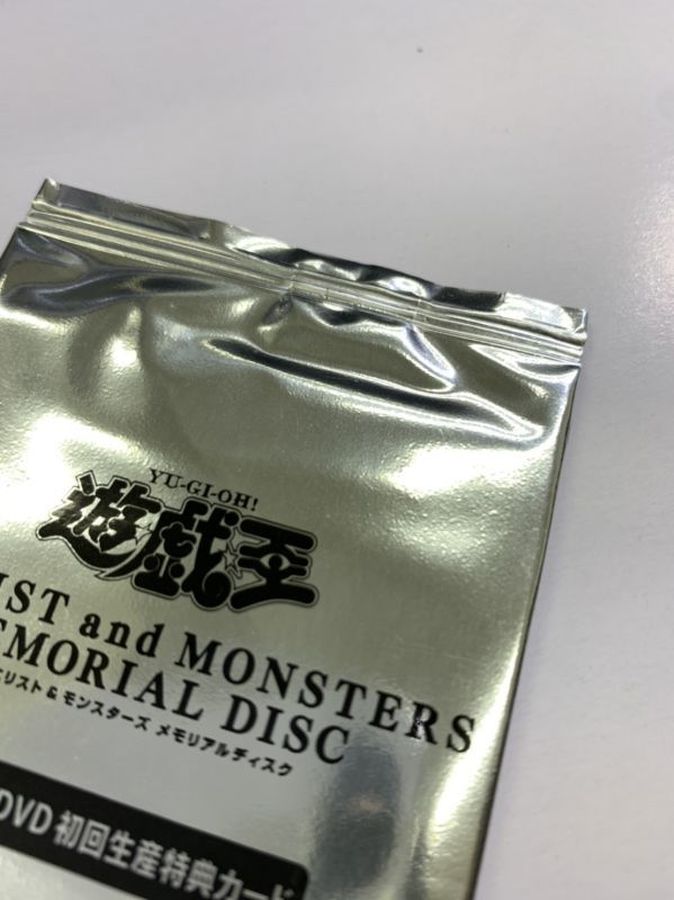 YU-GI-OH!
遊戯王
IST and MONSTERS
EMORIAL DISC
エリスト & モンスターズ メモリアルディスク
DVD 初回生産特典カード